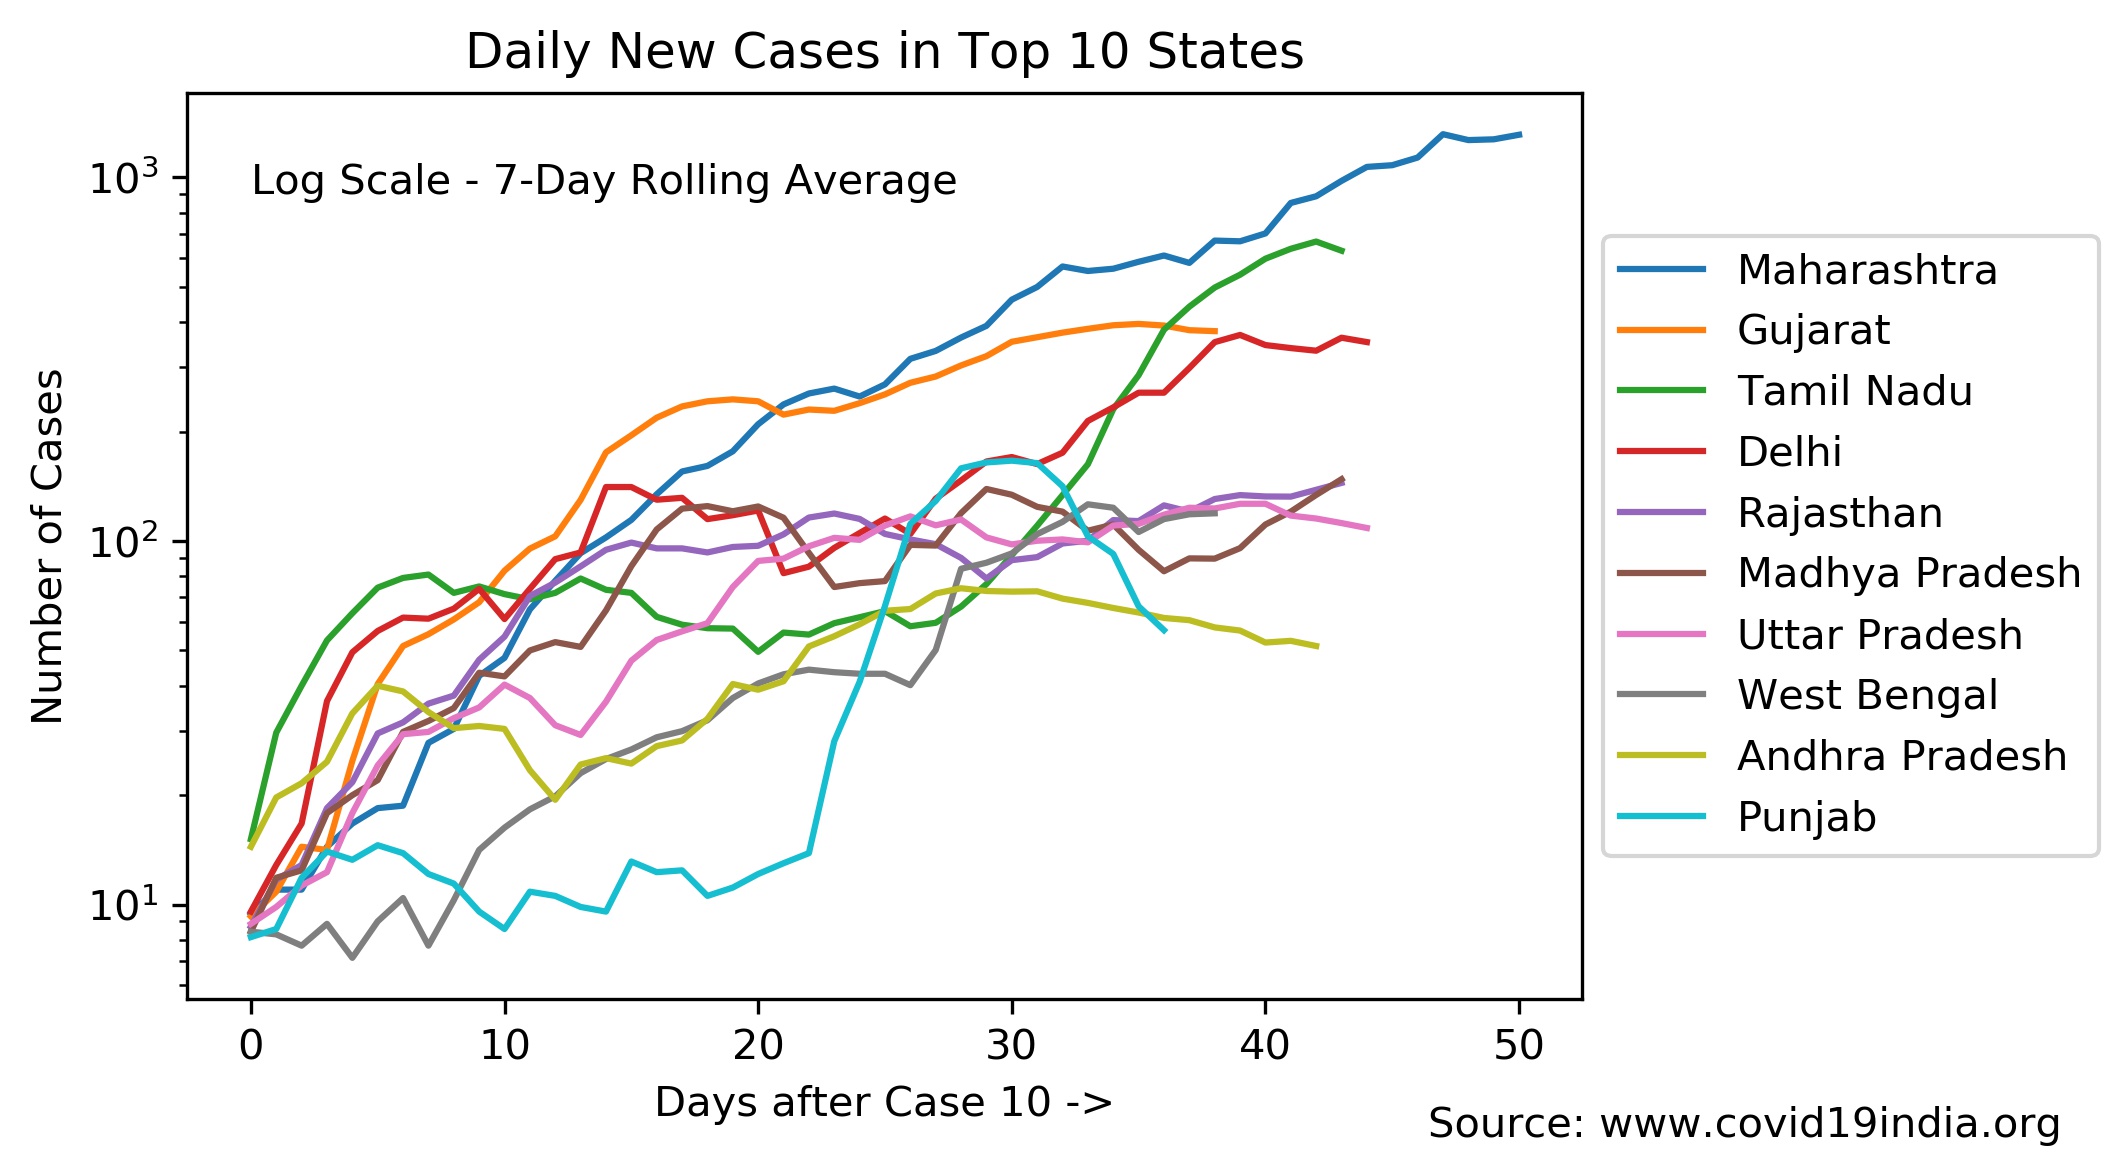 Daily New Cases in Top 10 States
Log Scale - 7-Day Rolling Average
Number of Cases
10³
10²
10¹
0 10 20 30 40 50
Days after Case 10 ->
Maharashtra
Gujarat
Tamil Nadu
Delhi
Rajasthan
Madhya Pradesh
Uttar Pradesh
West Bengal
Andhra Pradesh
Punjab
Source: www.covid19india.org